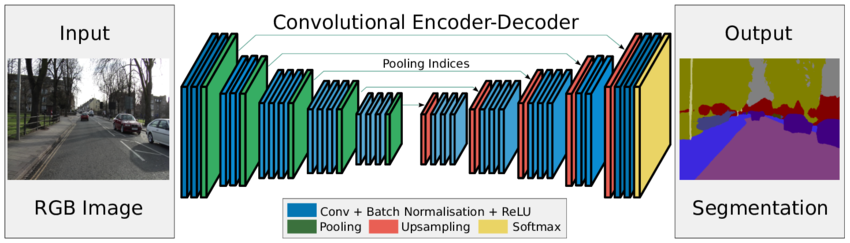 Input
RGB Image
Convolutional Encoder-Decoder
Pooling Indices
Conv + Batch Normalisation + ReLU
Pooling Upsampling Softmax
Output
Segmentation